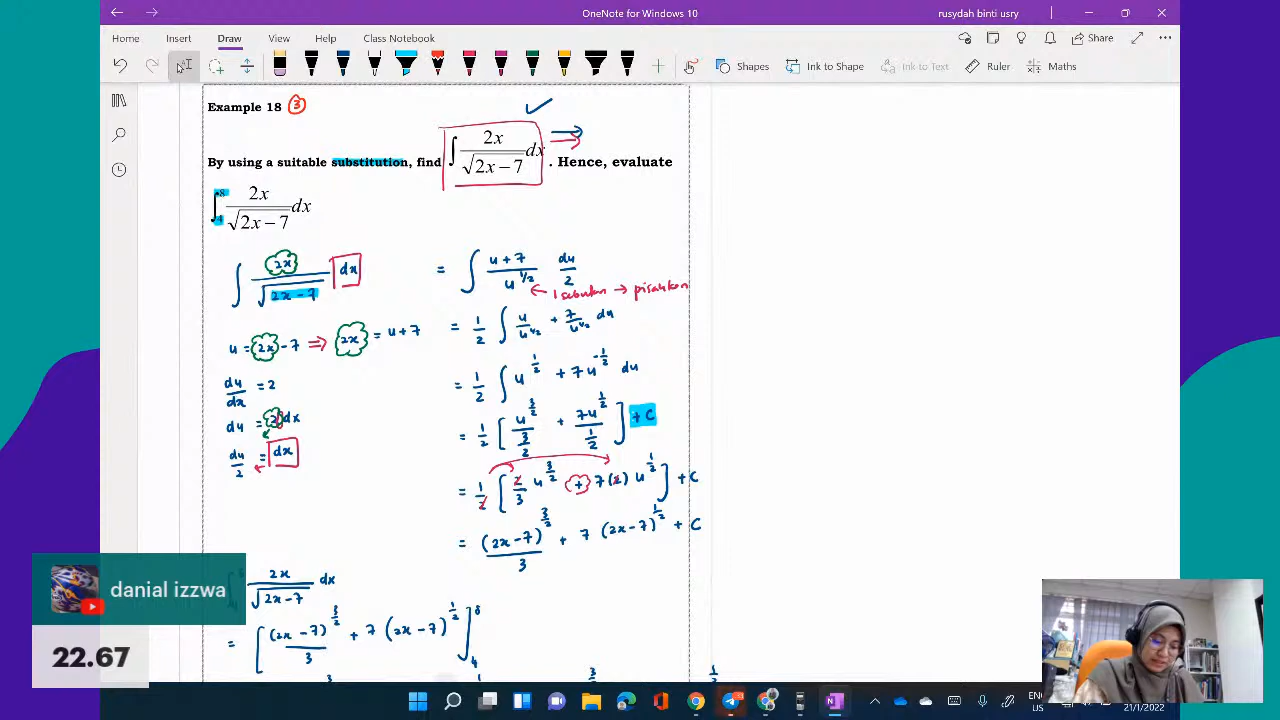 OneNote for Windows 10
rusydah binti usry
Home Insert Draw View Help Class Notebook
Share
Shapes Ink to Shape Ruler Maths
Example 18 ③
By using a suitable substitution, find ∫ 2x/√(2x−7) dx . Hence, evaluate
∫₄⁸ 2x/√(2x−7) dx
∫ 2x/√(2x−7) dx
u = 2x −7 ⇒ 2x = u + 7
du/dx = 2
du = 2 dx
du/2 = dx
= ∫ (u+7)/u^(1/2) du/2
← 1 sebutan → pisahkan
= 1/2 ∫ u/u^(1/2) + 7/u^(1/2) du
= 1/2 ∫ u^(1/2) + 7u^(−1/2) du
= 1/2 [ u^(3/2)/(3/2) + 7u^(1/2)/(1/2) ] + C
= 1/2 [ 2/3 u^(3/2) + 7(2) u^(1/2) ] + C
= (2x−7)^(3/2)/3 + 7 (2x−7)^(1/2) + C
2x/√(2x−7) dx
= [ (2x −7)^(3/2)/3 + 7 (2x −7)^(1/2) ]₄⁸
danial izzwa
22.67
ENG
21/1/2022